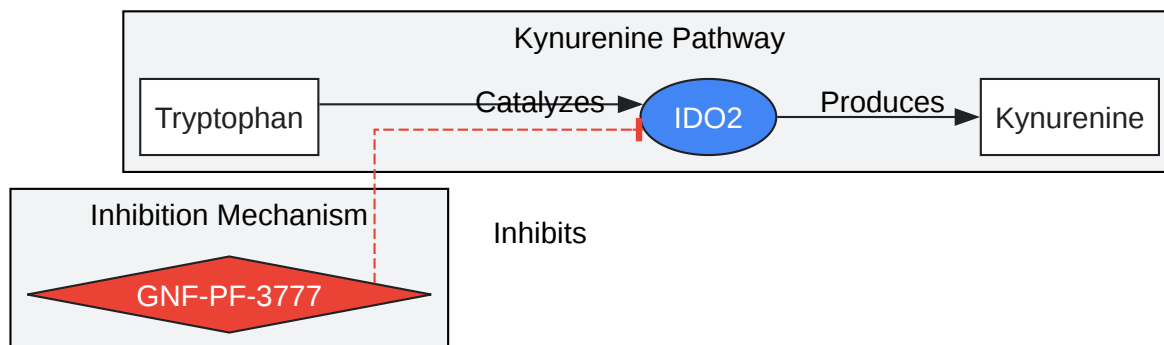 Kynurenine Pathway
Tryptophan
Catalyzes
IDO2
Produces
Kynurenine
Inhibition Mechanism
Inhibits
GNF-PF-3777